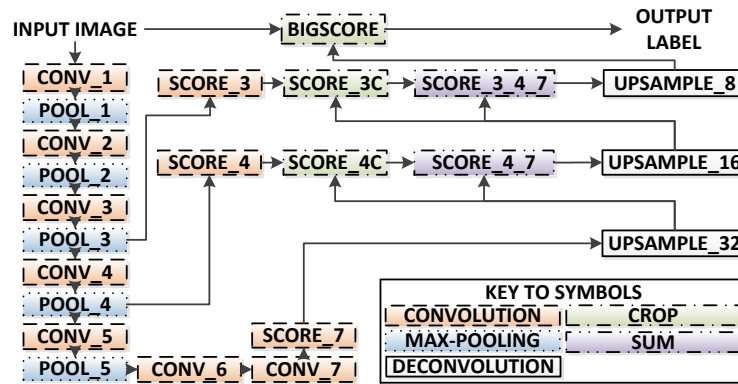 INPUT IMAGE
BIGSCORE
OUTPUT
LABEL
CONV_1
SCORE_3
SCORE_3C
SCORE_3_4_7
UPSAMPLE_8
POOL_1
CONV_2
POOL_2
SCORE_4
SCORE_4C
SCORE_4_7
UPSAMPLE_16
CONV_3
POOL_3
UPSAMPLE_32
CONV_4
POOL_4
CONV_5
SCORE_7
POOL_5
CONV_6
CONV_7
KEY TO SYMBOLS
CONVOLUTION
CROP
MAX-POOLING
SUM
DECONVOLUTION